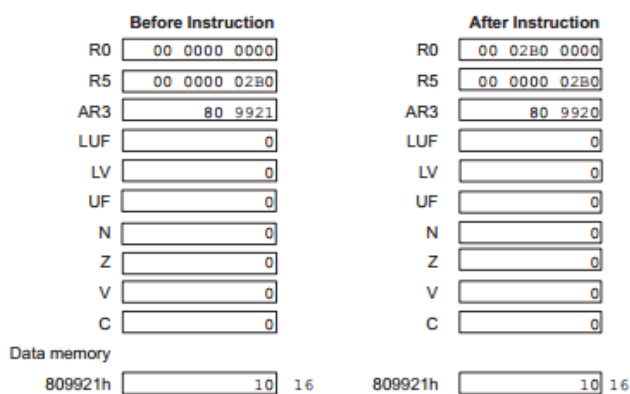 Before Instruction After Instruction
R0 00 0000 0000 R0 00 02B0 0000
R5 00 0000 02B0 R5 00 0000 02B0
AR3 80 9921 AR3 80 9920
LUF 0 LUF 0
LV 0 LV 0
UF 0 UF 0
N 0 N 0
Z 0 Z 0
V 0 V 0
C 0 C 0
Data memory
809921h 10 16 809921h 10 16